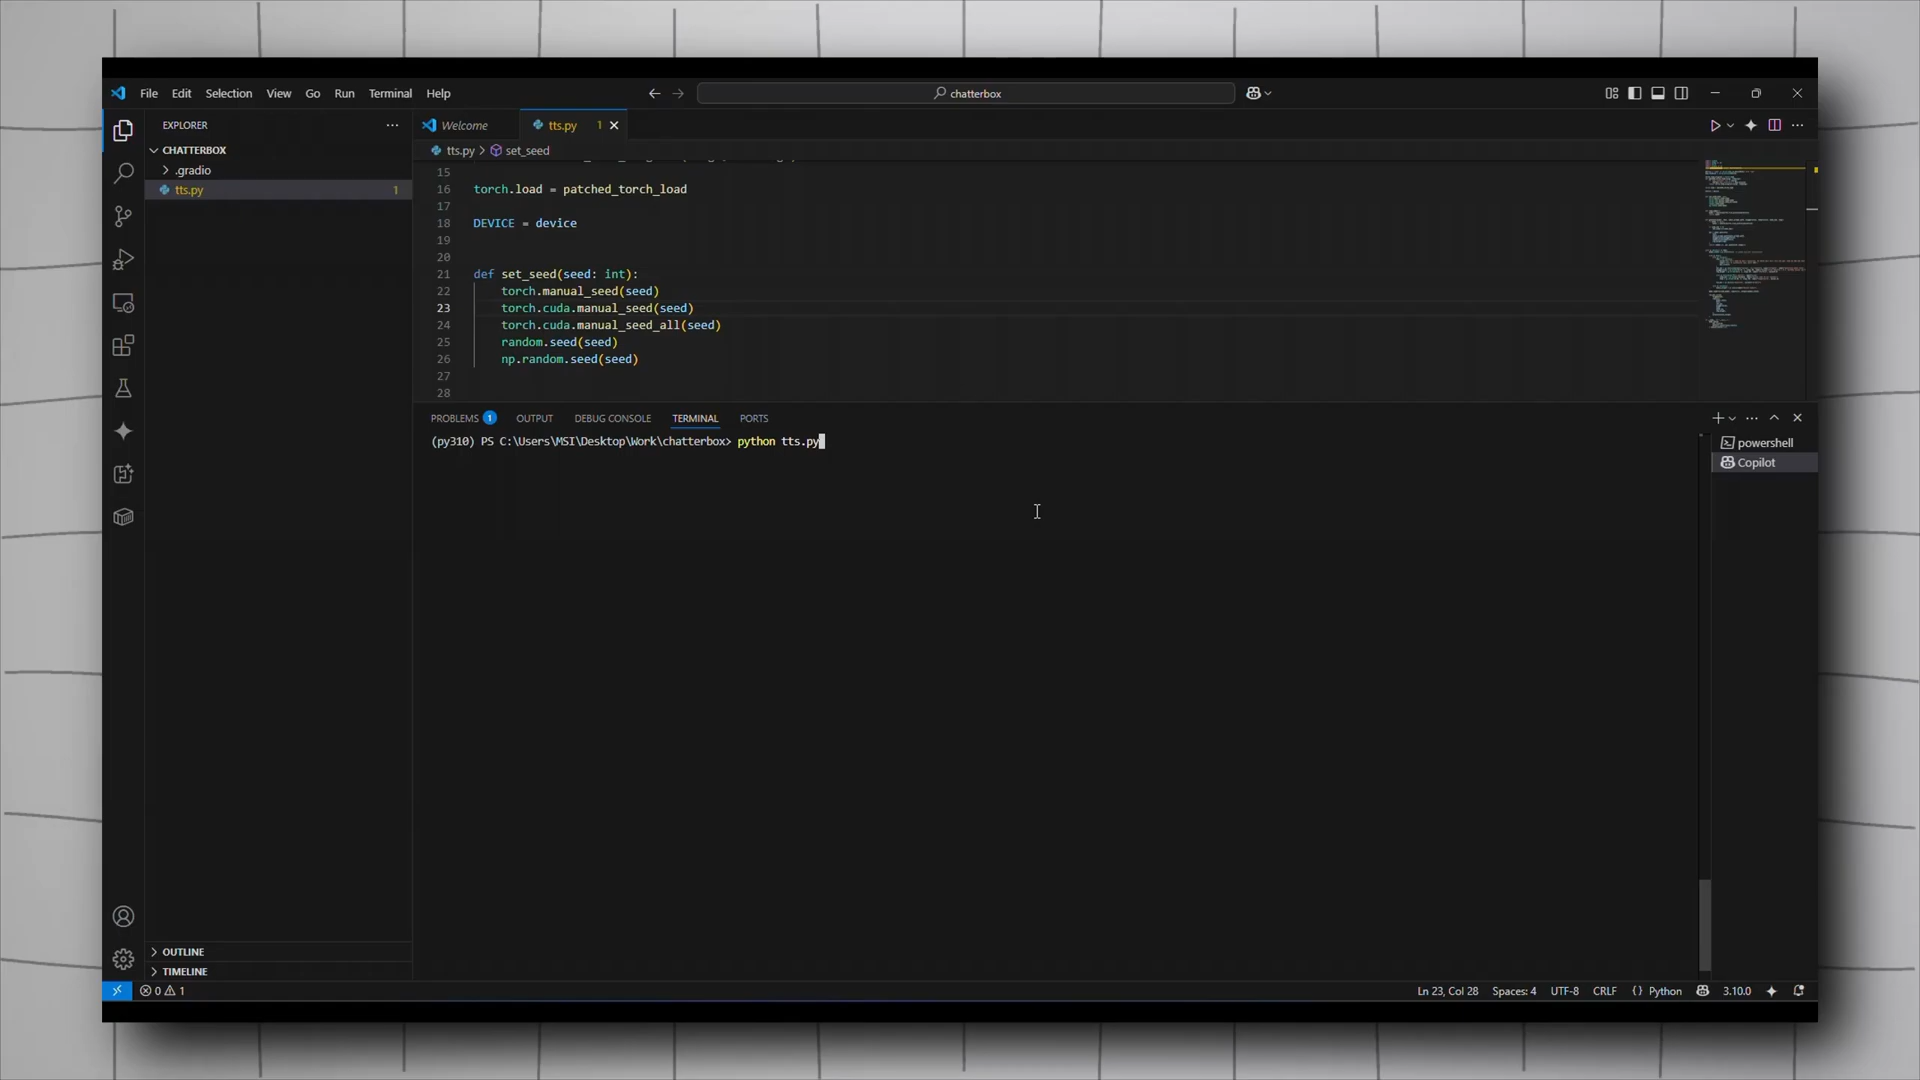 File Edit Selection View Go Run Terminal Help
chatterbox
EXPLORER
CHATTERBOX
.gradio
tts.py 1
OUTLINE
TIMELINE
Welcome
tts.py 1
tts.py > set_seed
15
16 torch.load = patched_torch_load
17
18 DEVICE = device
19
20
21 def set_seed(seed: int):
22 torch.manual_seed(seed)
23 torch.cuda.manual_seed(seed)
24 torch.cuda.manual_seed_all(seed)
25 random.seed(seed)
26 np.random.seed(seed)
27
28
PROBLEMS 1 OUTPUT DEBUG CONSOLE TERMINAL PORTS
(py310) PS C:\Users\MSI\Desktop\Work\chatterbox> python tts.py
powershell
Copilot
0 1
Ln 23, Col 28 Spaces: 4 UTF-8 CRLF {} Python 3.10.0